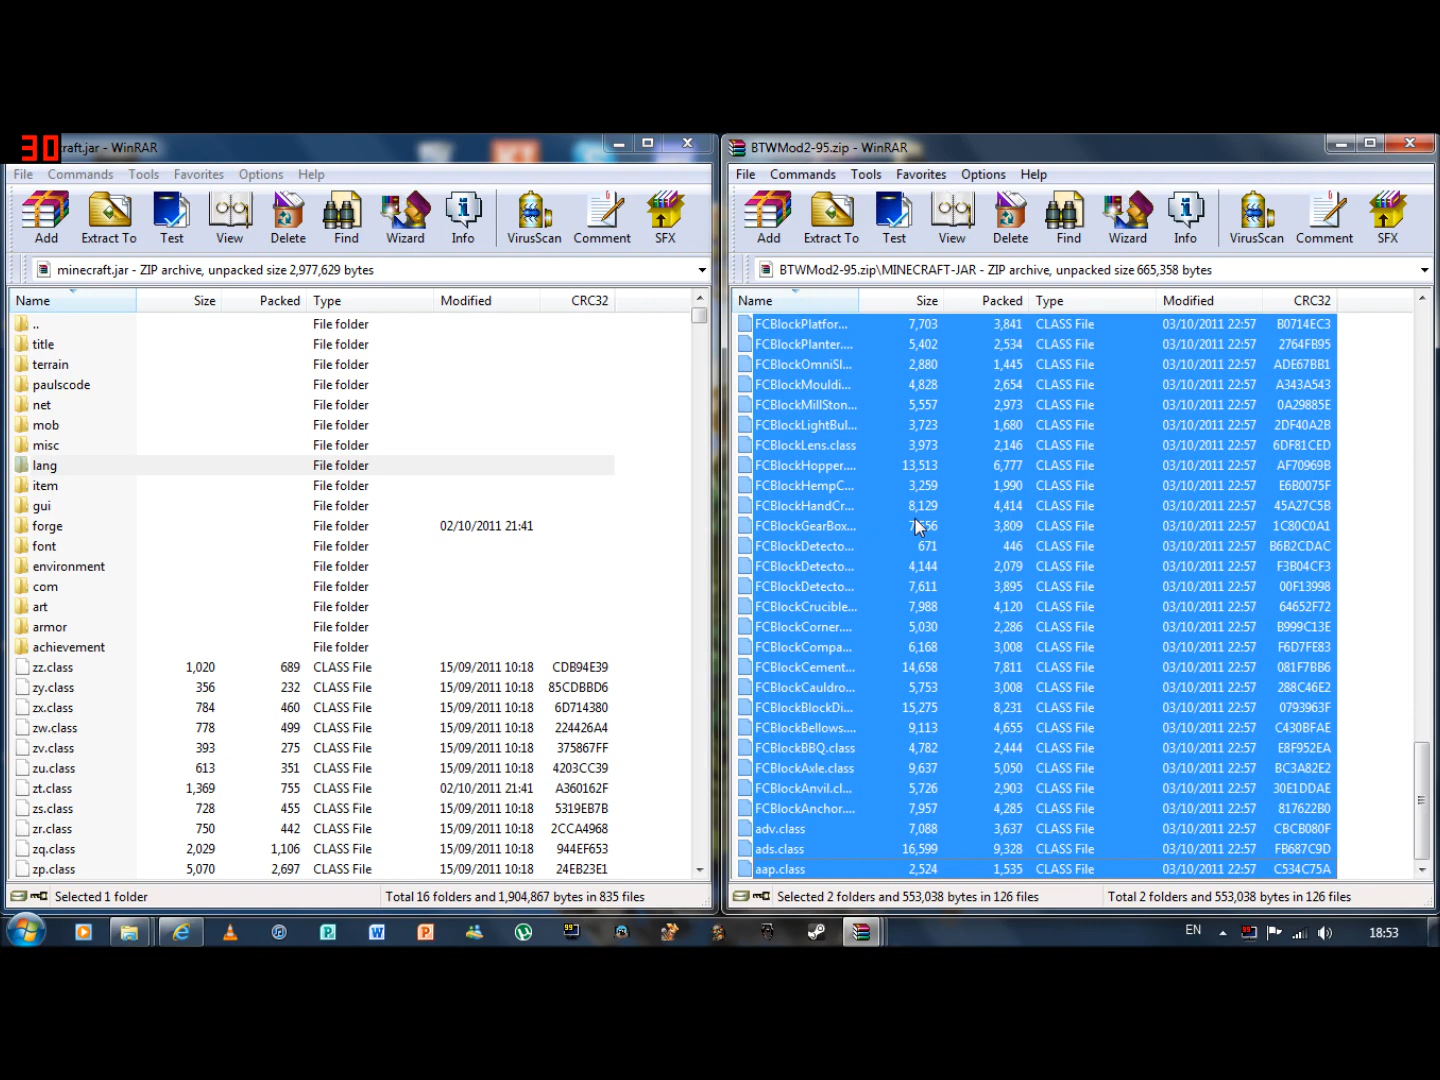 30
craft.jar - WinRAR
File Commands Tools Favorites Options Help
Add Extract To Test View Delete Find Wizard Info VirusScan Comment SFX
minecraft.jar - ZIP archive, unpacked size 2,977,629 bytes
Name Size Packed Type Modified CRC32
.. File folder
title File folder
terrain File folder
paulscode File folder
net File folder
mob File folder
misc File folder
lang File folder
item File folder
gui File folder
forge File folder 02/10/2011 21:41
font File folder
environment File folder
com File folder
art File folder
armor File folder
achievement File folder
zz.class 1,020 689 CLASS File 15/09/2011 10:18 CDB94E39
zy.class 356 232 CLASS File 15/09/2011 10:18 85CDBBD6
zx.class 784 460 CLASS File 15/09/2011 10:18 6D714380
zw.class 778 499 CLASS File 15/09/2011 10:18 224426A4
zv.class 393 275 CLASS File 15/09/2011 10:18 375867FF
zu.class 613 351 CLASS File 15/09/2011 10:18 4203CC39
zt.class 1,369 755 CLASS File 02/10/2011 21:41 A360162F
zs.class 728 455 CLASS File 15/09/2011 10:18 5319EB7B
zr.class 750 442 CLASS File 15/09/2011 10:18 2CCA4968
zq.class 2,029 1,106 CLASS File 15/09/2011 10:18 944EF653
zp.class 5,070 2,697 CLASS File 15/09/2011 10:18 24EB23E1
Selected 1 folder Total 16 folders and 1,904,867 bytes in 835 files
BTWMod2-95.zip - WinRAR
File Commands Tools Favorites Options Help
Add Extract To Test View Delete Find Wizard Info VirusScan Comment SFX
BTWMod2-95.zip\MINECRAFT-JAR - ZIP archive, unpacked size 665,358 bytes
Name Size Packed Type Modified CRC32
FCBlockPlatfor... 7,703 3,841 CLASS File 03/10/2011 22:57 B0714EC3
FCBlockPlanter.... 5,402 2,534 CLASS File 03/10/2011 22:57 2764FB95
FCBlockOmniSl... 2,880 1,445 CLASS File 03/10/2011 22:57 ADE67BB1
FCBlockMouldi... 4,828 2,654 CLASS File 03/10/2011 22:57 A343A543
FCBlockMillSton... 5,557 2,973 CLASS File 03/10/2011 22:57 0A29885E
FCBlockLightBul... 3,723 1,680 CLASS File 03/10/2011 22:57 2DF40A2B
FCBlockLens.class 3,973 2,146 CLASS File 03/10/2011 22:57 6DF81CED
FCBlockHopper.... 13,513 6,777 CLASS File 03/10/2011 22:57 AF70969B
FCBlockHempC... 3,259 1,990 CLASS File 03/10/2011 22:57 E6B0075F
FCBlockHandCr... 8,129 4,414 CLASS File 03/10/2011 22:57 45A27C5B
FCBlockGearBox... 3,809 CLASS File 03/10/2011 22:57 1C80C0A1
FCBlockDetecto... 671 446 CLASS File 03/10/2011 22:57 B6B2CDAC
FCBlockDetecto... 4,144 2,079 CLASS File 03/10/2011 22:57 F3B04CF3
FCBlockDetecto... 7,611 3,895 CLASS File 03/10/2011 22:57 00F13998
FCBlockCrucible... 7,988 4,120 CLASS File 03/10/2011 22:57 64652F72
FCBlockCorner.... 5,030 2,286 CLASS File 03/10/2011 22:57 B999C13E
FCBlockCompa... 6,168 3,008 CLASS File 03/10/2011 22:57 F6D7FE83
FCBlockCement... 14,658 7,811 CLASS File 03/10/2011 22:57 081F7BB6
FCBlockCauldro... 5,753 3,008 CLASS File 03/10/2011 22:57 288C46E2
FCBlockBlockDi... 15,275 8,231 CLASS File 03/10/2011 22:57 0793963F
FCBlockBellows.... 9,113 4,655 CLASS File 03/10/2011 22:57 C430BFAE
FCBlockBBQ.class 4,782 2,444 CLASS File 03/10/2011 22:57 E8F952EA
FCBlockAxle.class 9,637 5,050 CLASS File 03/10/2011 22:57 BC3A82E2
FCBlockAnvil.cl... 5,726 2,903 CLASS File 03/10/2011 22:57 30E1DDAE
FCBlockAnchor.... 7,957 4,285 CLASS File 03/10/2011 22:57 817622B0
adv.class 7,088 3,637 CLASS File 03/10/2011 22:57 CBCB080F
ads.class 16,599 9,328 CLASS File 03/10/2011 22:57 FB687C9D
aap.class 2,524 1,535 CLASS File 03/10/2011 22:57 C534C75A
Selected 2 folders and 553,038 bytes in 126 files Total 2 folders and 553,038 bytes in 126 files
EN 18:53